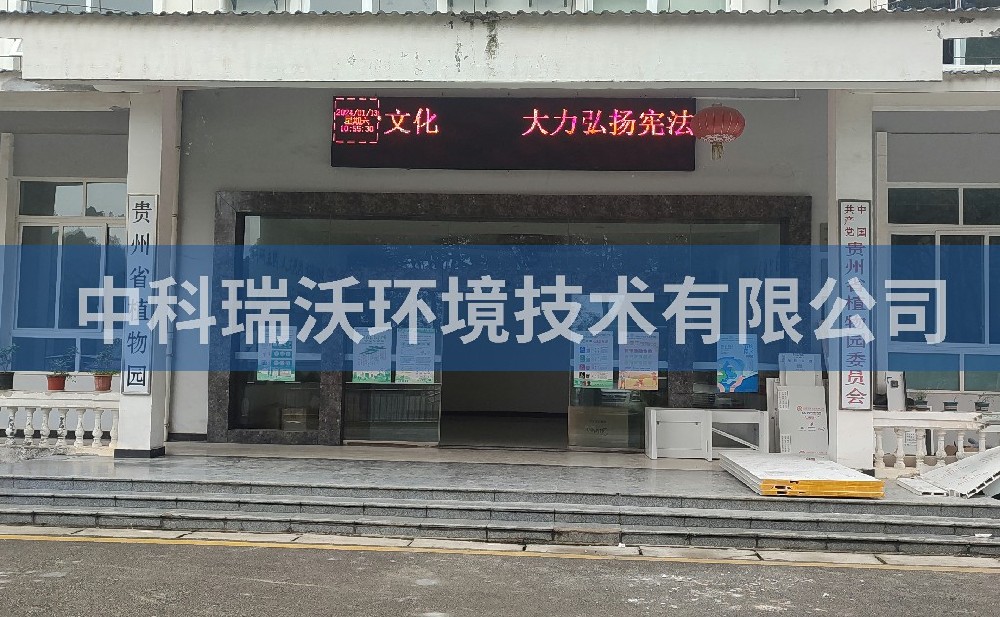 2024/01/13
星期六
10:55:30
文化 大力弘扬宪法
贵州省植物园
中国
共产党
贵州省植物园委员会
中科瑞沃环境技术有限公司